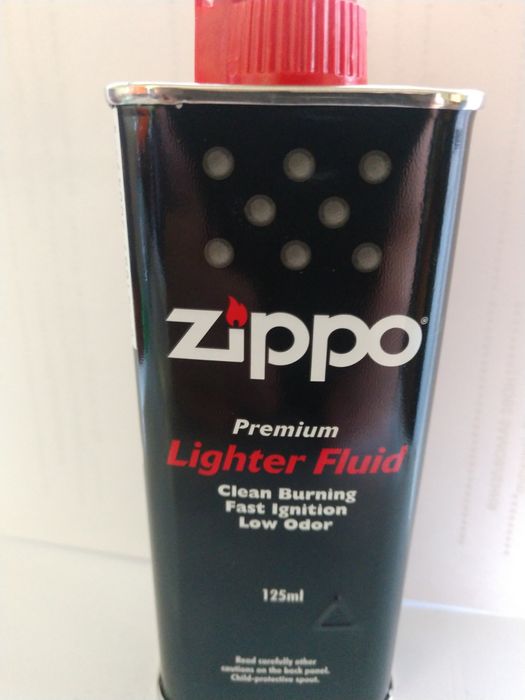 Zippo®
Premium
Lighter Fluid
Clean Burning
Fast Ignition
Low Odor
125ml
Read carefully other
cautions on the back panel.
Child-protective spout.